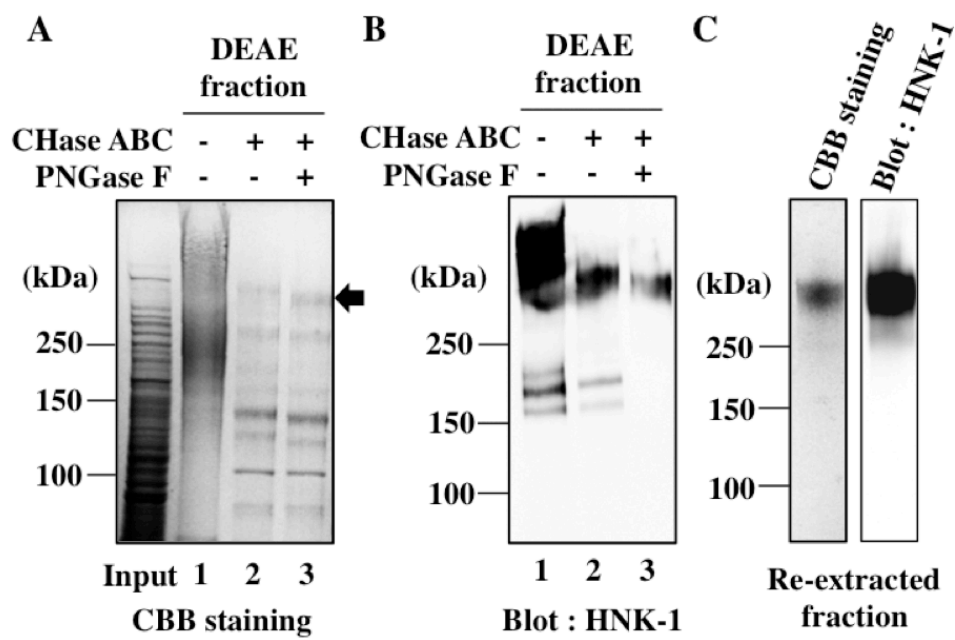 A
DEAE
fraction
CHase ABC - + +
PNGase F - - +
(kDa)
250
150
100
Input 1 2 3
CBB staining
B
DEAE
fraction
CHase ABC - + +
PNGase F - - +
(kDa)
250
150
100
1 2 3
Blot : HNK-1
C
CBB staining
Blot : HNK-1
(kDa)
250
150
100
Re-extracted
fraction